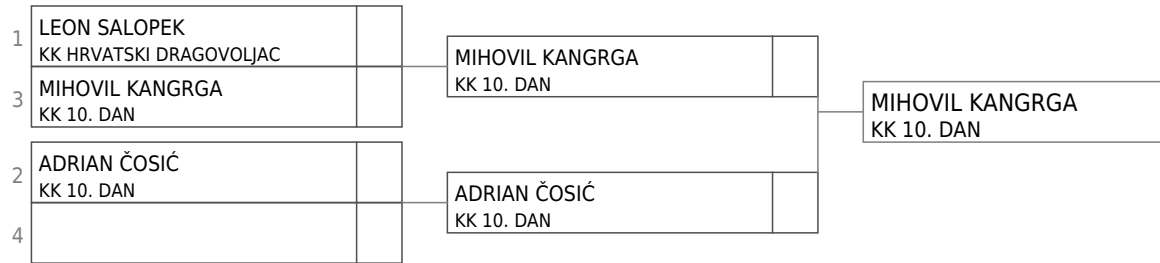 1
LEON SALOPEK
KK HRVATSKI DRAGOVOLJAC
3
MIHOVIL KANGRGA
KK 10. DAN
2
ADRIAN ČOSIĆ
KK 10. DAN
4
MIHOVIL KANGRGA
KK 10. DAN
ADRIAN ČOSIĆ
KK 10. DAN
MIHOVIL KANGRGA
KK 10. DAN